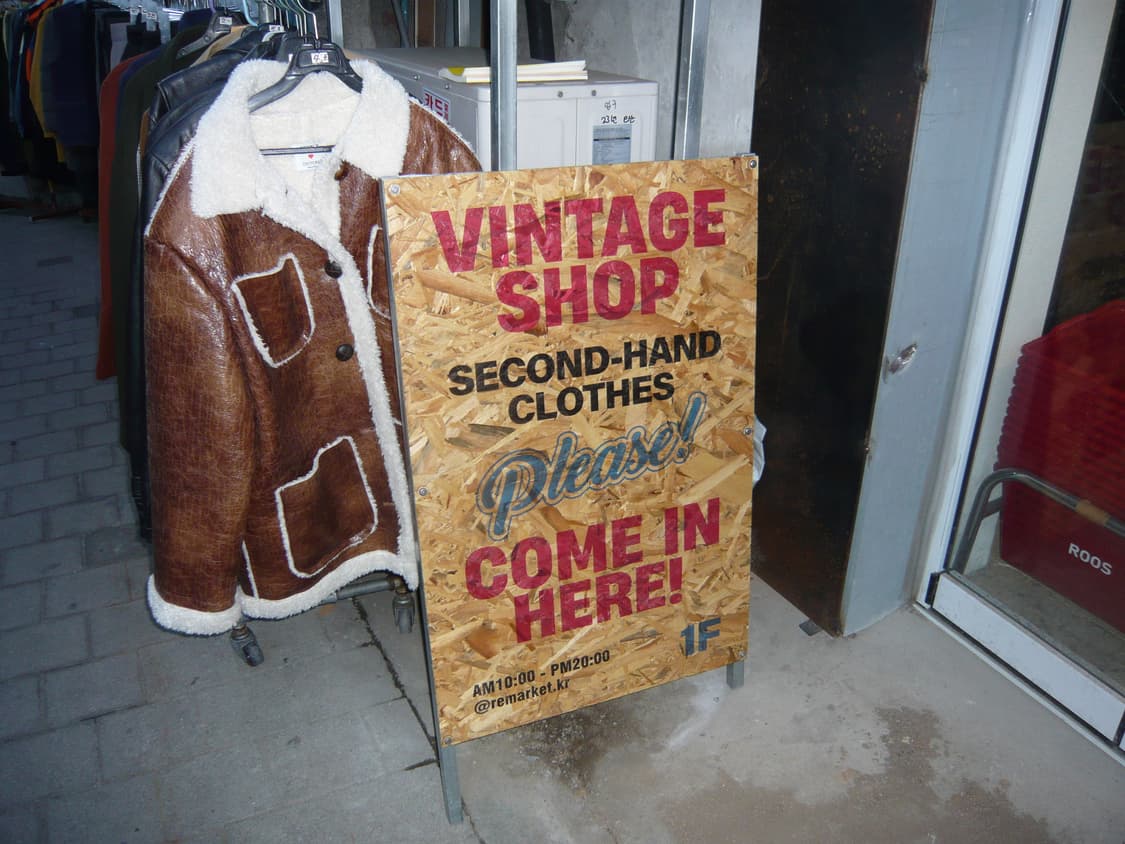 VINTAGE
SHOP
SECOND-HAND
CLOTHES
Please!
COME IN
HERE!
1F
AM10:00 - PM20:00
@remarket.kr
ROOS